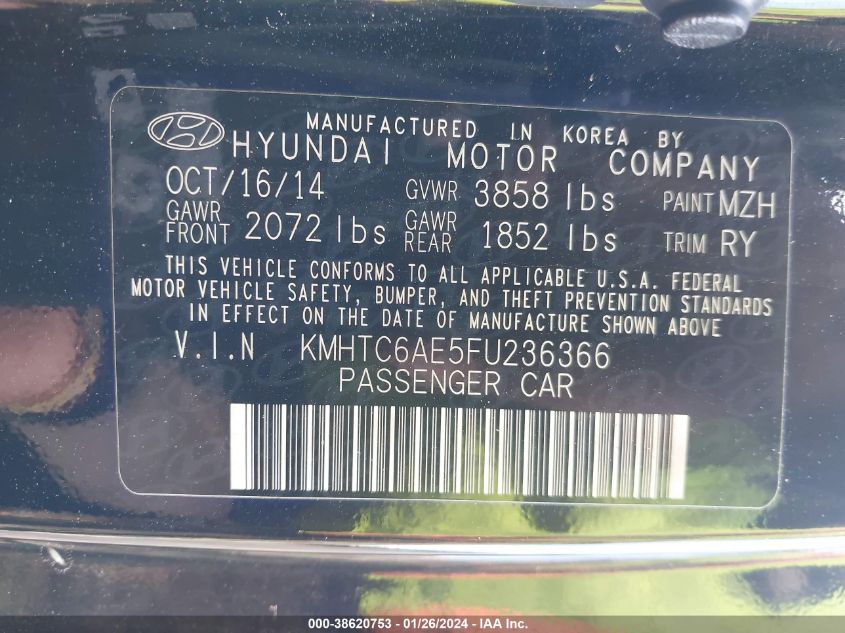 MANUFACTURED IN KOREA BY
HYUNDAI MOTOR COMPANY
OCT/16/14 GVWR 3858 lbs PAINT MZH
GAWR FRONT 2072 lbs GAWR REAR 1852 lbs TRIM RY
THIS VEHICLE CONFORMS TO ALL APPLICABLE U.S.A. FEDERAL
MOTOR VEHICLE SAFETY, BUMPER, AND THEFT PREVENTION STANDARDS
IN EFFECT ON THE DATE OF MANUFACTURE SHOWN ABOVE
V.I.N KMHTC6AE5FU236366
PASSENGER CAR
000-38620753 - 01/26/2024 - IAA Inc.